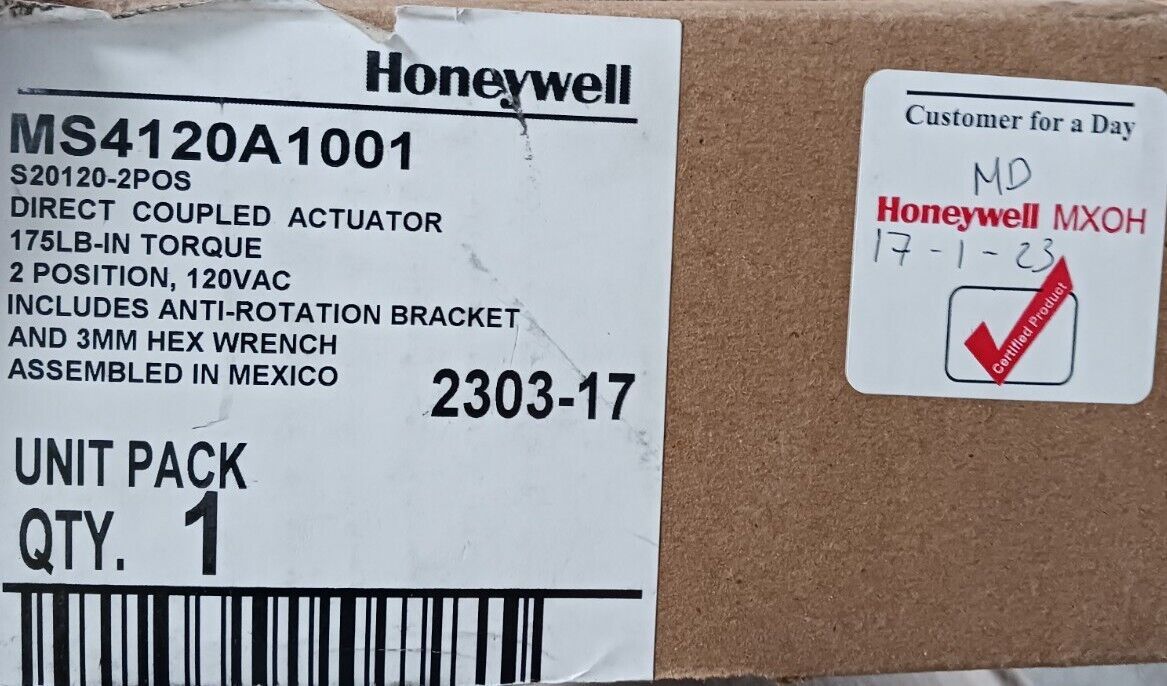 Honeywell
MS4120A1001
S20120-2POS
DIRECT COUPLED ACTUATOR
175LB-IN TORQUE
2 POSITION, 120VAC
INCLUDES ANTI-ROTATION BRACKET
AND 3MM HEX WRENCH
ASSEMBLED IN MEXICO
2303-17
UNIT PACK
QTY. 1
Customer for a Day
MD
Honeywell MXOH
17-1-23
Certified Product